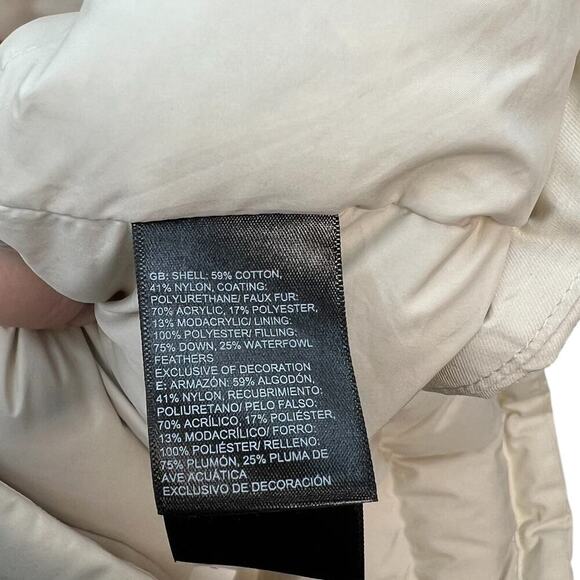 GB: SHELL: 59% COTTON,
41% NYLON, COATING:
POLYURETHANE/ FAUX FUR:
70% ACRYLIC, 17% POLYESTER,
13% MODACRYLIC/ LINING:
100% POLYESTER/ FILLING:
75% DOWN, 25% WATERFOWL
FEATHERS
EXCLUSIVE OF DECORATION
E: ARMAZÓN: 59% ALGODÓN,
41% NYLON, RECUBRIMIENTO:
POLIURETANO/ PELO FALSO:
70% ACRÍLICO, 17% POLIÉSTER,
13% MODACRÍLICO/ FORRO:
100% POLIÉSTER/ RELLENO:
75% PLUMÓN, 25% PLUMA DE
AVE ACUÁTICA
EXCLUSIVO DE DECORACIÓN